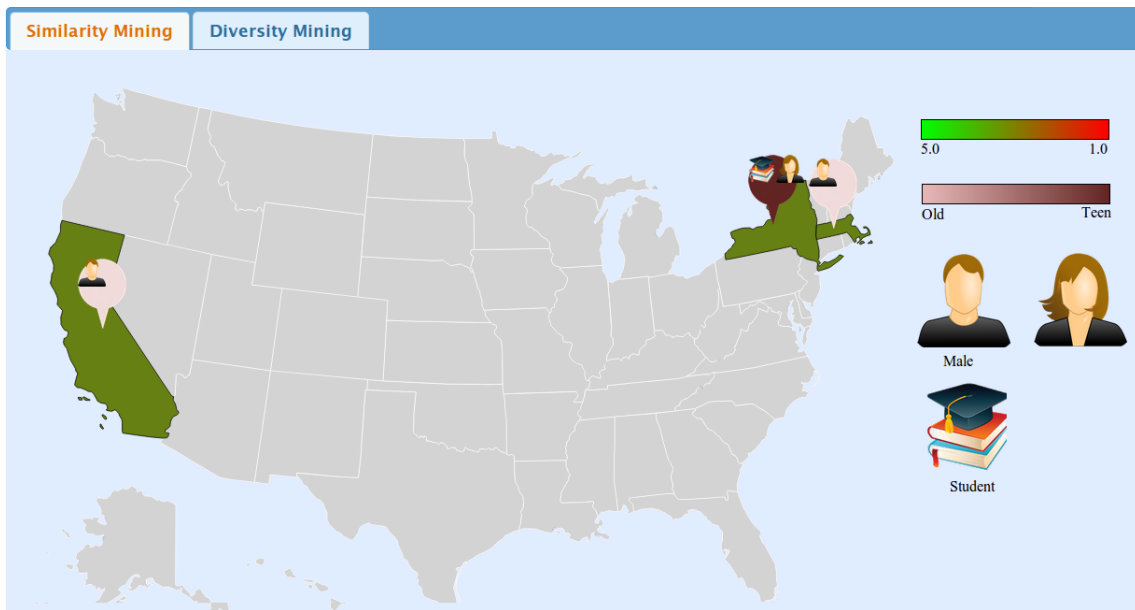 Similarity Mining
Diversity Mining
5.0
1.0
Old
Teen
Male
Student